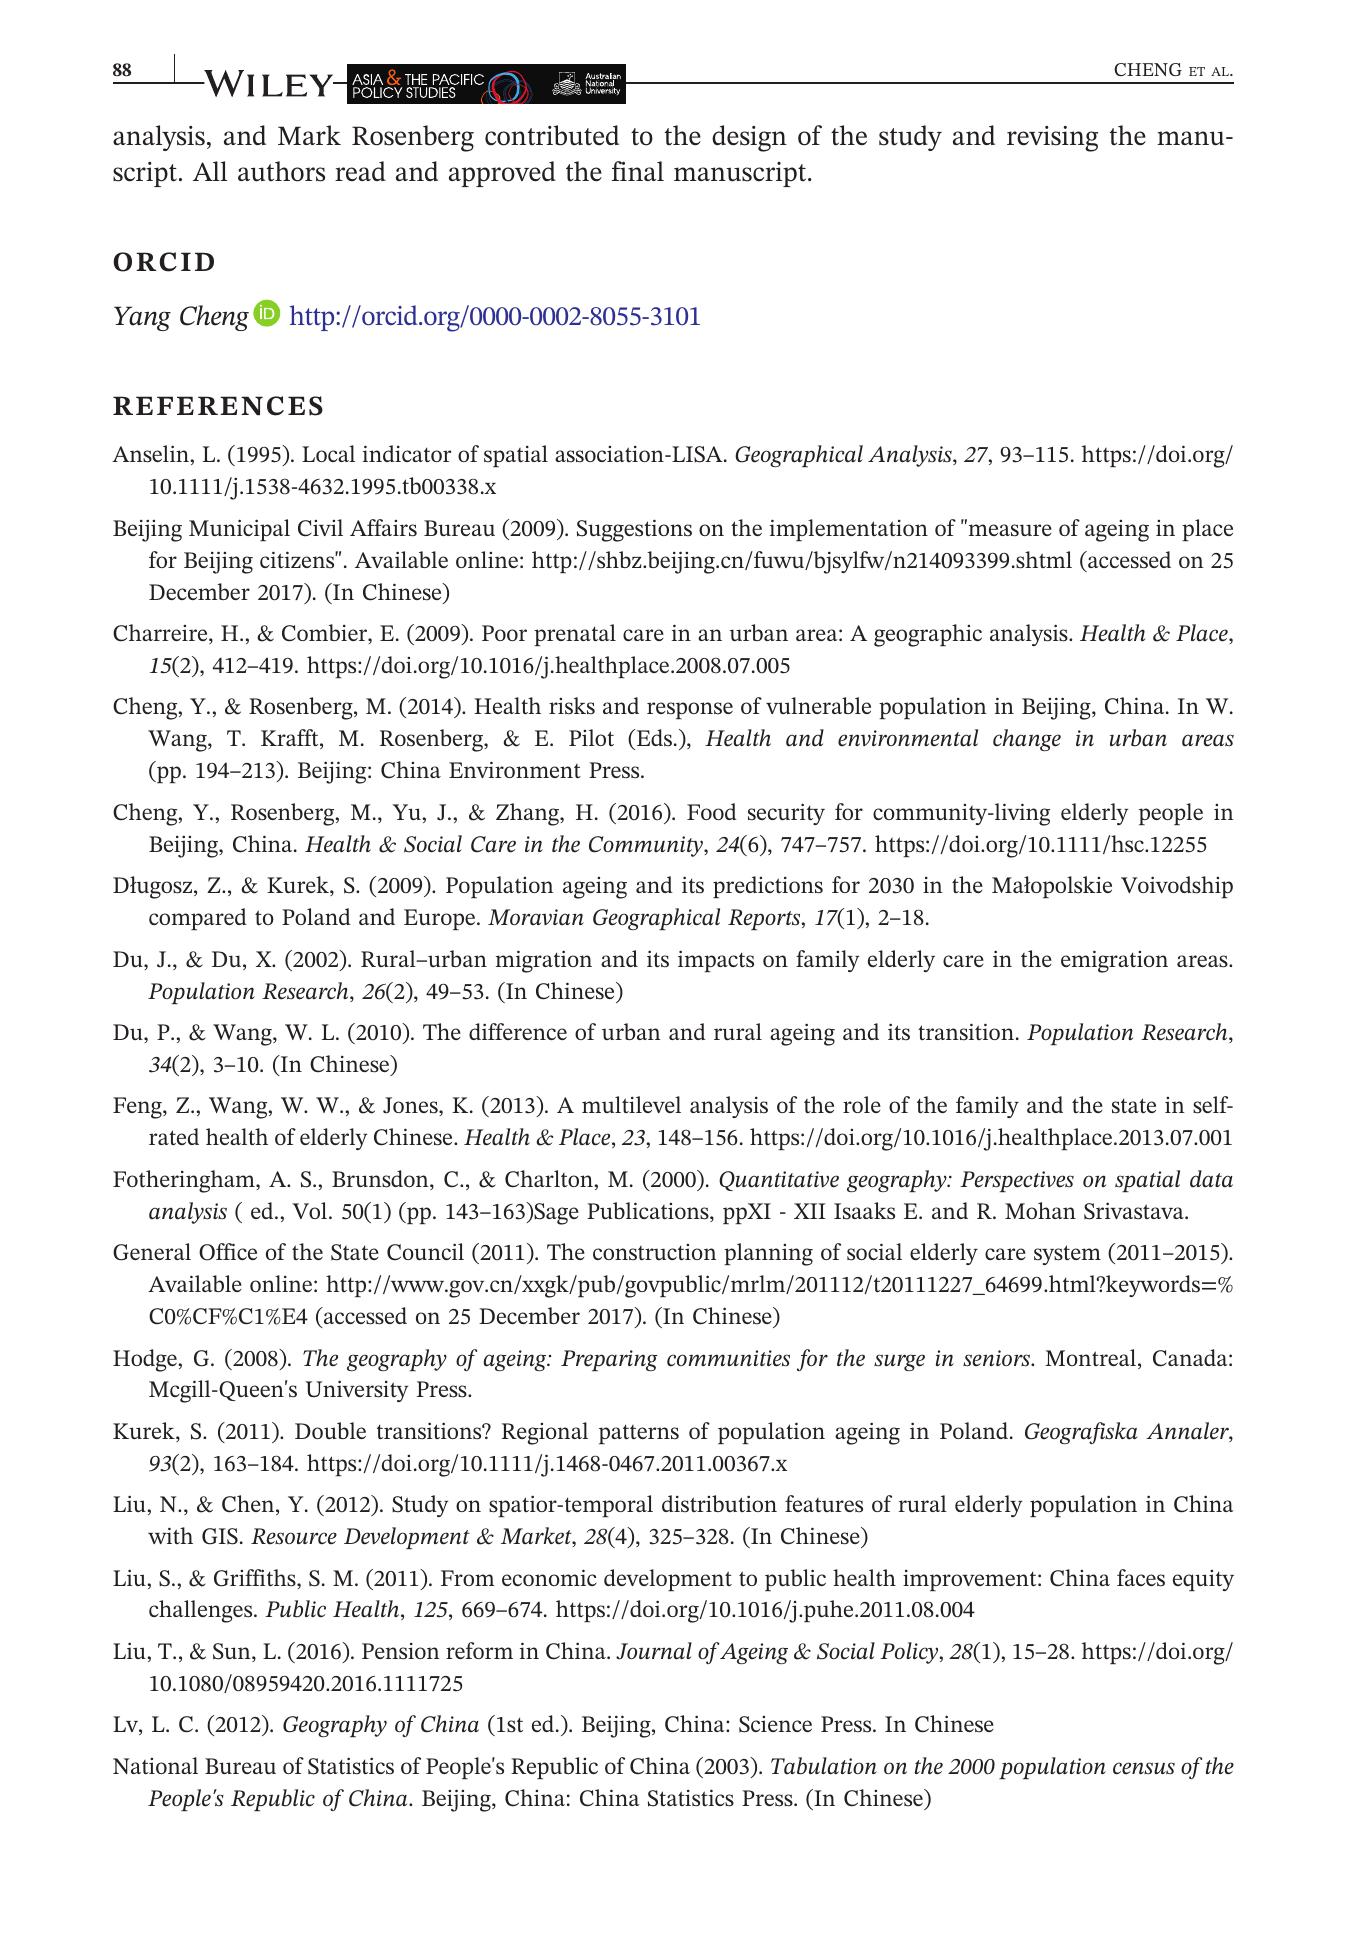 88
WILEY
ASIA & THE PACIFIC
POLICY STUDIES
Australian
National
University
CHENG ET AL.
analysis, and Mark Rosenberg contributed to the design of the study and revising the manu-
script. All authors read and approved the final manuscript.
ORCID
Yang Cheng iD http://orcid.org/0000-0002-8055-3101
REFERENCES
Anselin, L. (1995). Local indicator of spatial association-LISA. Geographical Analysis, 27, 93–115. https://doi.org/
10.1111/j.1538-4632.1995.tb00338.x
Beijing Municipal Civil Affairs Bureau (2009). Suggestions on the implementation of "measure of ageing in place
for Beijing citizens". Available online: http://shbz.beijing.cn/fuwu/bjsylfw/n214093399.shtml (accessed on 25
December 2017). (In Chinese)
Charreire, H., & Combier, E. (2009). Poor prenatal care in an urban area: A geographic analysis. Health & Place,
15(2), 412–419. https://doi.org/10.1016/j.healthplace.2008.07.005
Cheng, Y., & Rosenberg, M. (2014). Health risks and response of vulnerable population in Beijing, China. In W.
Wang, T. Krafft, M. Rosenberg, & E. Pilot (Eds.), Health and environmental change in urban areas
(pp. 194–213). Beijing: China Environment Press.
Cheng, Y., Rosenberg, M., Yu, J., & Zhang, H. (2016). Food security for community-living elderly people in
Beijing, China. Health & Social Care in the Community, 24(6), 747–757. https://doi.org/10.1111/hsc.12255
Długosz, Z., & Kurek, S. (2009). Population ageing and its predictions for 2030 in the Małopolskie Voivodship
compared to Poland and Europe. Moravian Geographical Reports, 17(1), 2–18.
Du, J., & Du, X. (2002). Rural–urban migration and its impacts on family elderly care in the emigration areas.
Population Research, 26(2), 49–53. (In Chinese)
Du, P., & Wang, W. L. (2010). The difference of urban and rural ageing and its transition. Population Research,
34(2), 3–10. (In Chinese)
Feng, Z., Wang, W. W., & Jones, K. (2013). A multilevel analysis of the role of the family and the state in self-
rated health of elderly Chinese. Health & Place, 23, 148–156. https://doi.org/10.1016/j.healthplace.2013.07.001
Fotheringham, A. S., Brunsdon, C., & Charlton, M. (2000). Quantitative geography: Perspectives on spatial data
analysis ( ed., Vol. 50(1) (pp. 143–163)Sage Publications, ppXI - XII Isaaks E. and R. Mohan Srivastava.
General Office of the State Council (2011). The construction planning of social elderly care system (2011–2015).
Available online: http://www.gov.cn/xxgk/pub/govpublic/mrlm/201112/t20111227_64699.html?keywords=%
C0%CF%C1%E4 (accessed on 25 December 2017). (In Chinese)
Hodge, G. (2008). The geography of ageing: Preparing communities for the surge in seniors. Montreal, Canada:
Mcgill-Queen's University Press.
Kurek, S. (2011). Double transitions? Regional patterns of population ageing in Poland. Geografiska Annaler,
93(2), 163–184. https://doi.org/10.1111/j.1468-0467.2011.00367.x
Liu, N., & Chen, Y. (2012). Study on spatior-temporal distribution features of rural elderly population in China
with GIS. Resource Development & Market, 28(4), 325–328. (In Chinese)
Liu, S., & Griffiths, S. M. (2011). From economic development to public health improvement: China faces equity
challenges. Public Health, 125, 669–674. https://doi.org/10.1016/j.puhe.2011.08.004
Liu, T., & Sun, L. (2016). Pension reform in China. Journal of Ageing & Social Policy, 28(1), 15–28. https://doi.org/
10.1080/08959420.2016.1111725
Lv, L. C. (2012). Geography of China (1st ed.). Beijing, China: Science Press. In Chinese
National Bureau of Statistics of People's Republic of China (2003). Tabulation on the 2000 population census of the
People's Republic of China. Beijing, China: China Statistics Press. (In Chinese)